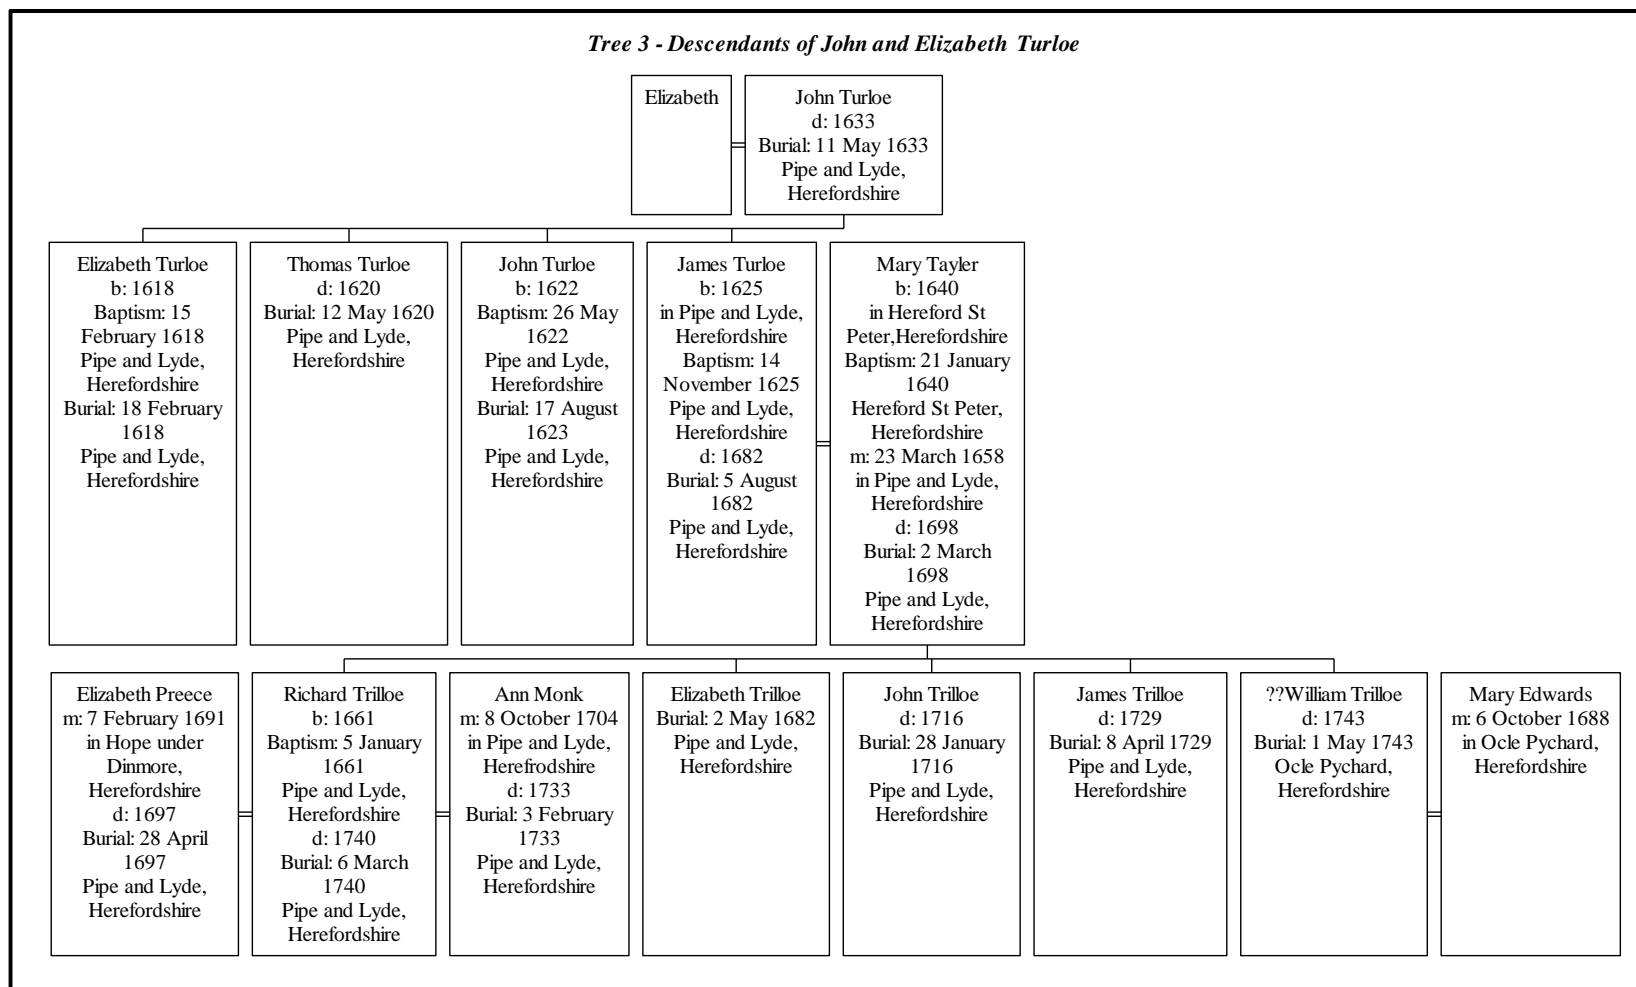 Tree 3 - Descendants of John and Elizabeth Turloe
Elizabeth
John Turloe
d: 1633
Burial: 11 May 1633
Pipe and Lyde,
Herefordshire
Elizabeth Turloe
b: 1618
Baptism: 15
February 1618
Pipe and Lyde,
Herefordshire
Burial: 18 February
1618
Pipe and Lyde,
Herefordshire
Thomas Turloe
d: 1620
Burial: 12 May 1620
Pipe and Lyde,
Herefordshire
John Turloe
b: 1622
Baptism: 26 May
1622
Pipe and Lyde,
Herefordshire
Burial: 17 August
1623
Pipe and Lyde,
Herefordshire
James Turloe
b: 1625
in Pipe and Lyde,
Herefordshire
Baptism: 14
November 1625
Pipe and Lyde,
Herefordshire
d: 1682
Burial: 5 August
1682
Pipe and Lyde,
Herefordshire
Mary Tayler
b: 1640
in Hereford St
Peter,Herefordshire
Baptism: 21 January
1640
Hereford St Peter,
Herefordshire
m: 23 March 1658
in Pipe and Lyde,
Herefordshire
d: 1698
Burial: 2 March
1698
Pipe and Lyde,
Herefordshire
Elizabeth Preece
m: 7 February 1691
in Hope under
Dinmore,
Herefordshire
d: 1697
Burial: 28 April
1697
Pipe and Lyde,
Herefordshire
Richard Trilloe
b: 1661
Baptism: 5 January
1661
Pipe and Lyde,
Herefordshire
d: 1740
Burial: 6 March
1740
Pipe and Lyde,
Herefordshire
Ann Monk
m: 8 October 1704
in Pipe and Lyde,
Herefrodshire
d: 1733
Burial: 3 February
1733
Pipe and Lyde,
Herefordshire
Elizabeth Trilloe
Burial: 2 May 1682
Pipe and Lyde,
Herefordshire
John Trilloe
d: 1716
Burial: 28 January
1716
Pipe and Lyde,
Herefordshire
James Trilloe
d: 1729
Burial: 8 April 1729
Pipe and Lyde,
Herefordshire
??William Trilloe
d: 1743
Burial: 1 May 1743
Ocle Pychard,
Herefordshire
Mary Edwards
m: 6 October 1688
in Ocle Pychard,
Herefordshire